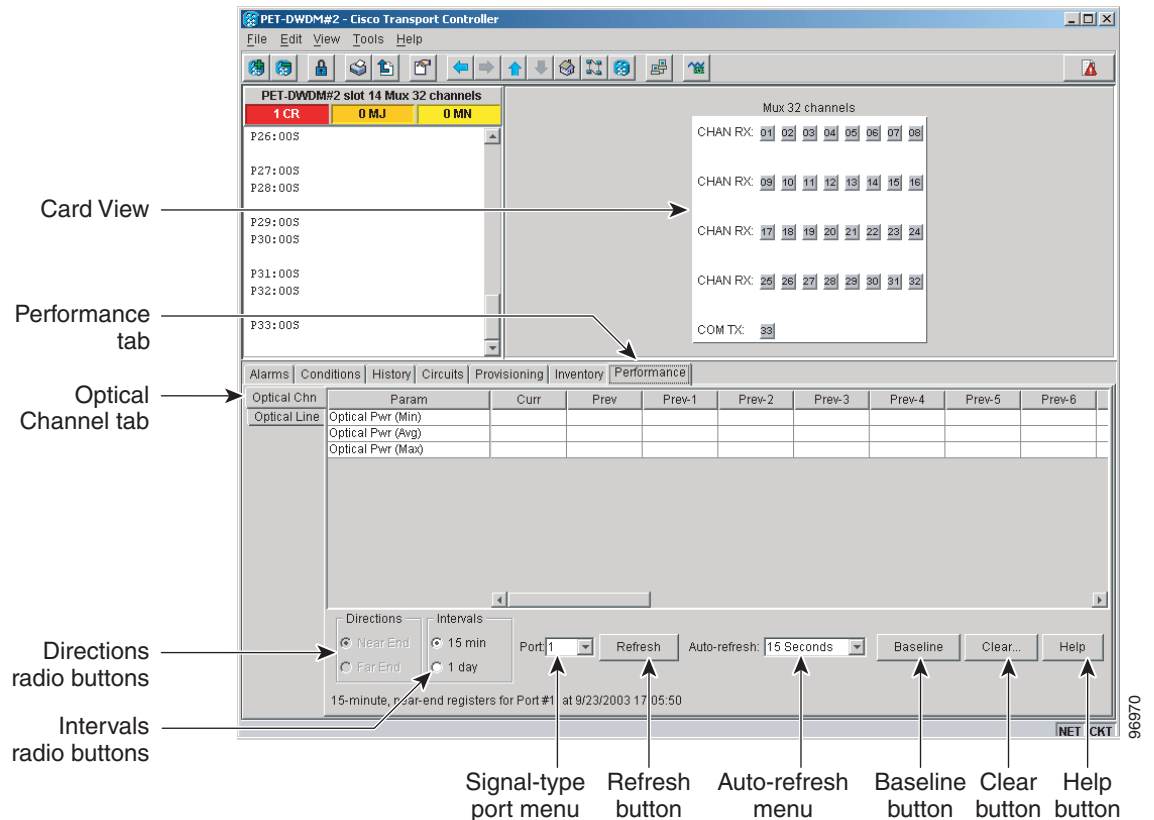 PET-DWDM#2 - Cisco Transport Controller
File Edit View Tools Help
PET-DWDM#2 slot 14 Mux 32 channels
1 CR 0 MJ 0 MN
P26:OOS
P27:OOS
P28:OOS
P29:OOS
P30:OOS
P31:OOS
P32:OOS
P33:OOS
Mux 32 channels
CHAN RX: 01 02 03 04 05 06 07 08
CHAN RX: 09 10 11 12 13 14 15 16
CHAN RX: 17 18 19 20 21 22 23 24
CHAN RX: 25 26 27 28 29 30 31 32
COM TX: 33
Card View
Performance
tab
Optical
Channel tab
Alarms Conditions History Circuits Provisioning Inventory Performance
Optical Chn
Optical Line
Param Curr Prev Prev-1 Prev-2 Prev-3 Prev-4 Prev-5 Prev-6
Optical Pwr (Min)
Optical Pwr (Avg)
Optical Pwr (Max)
Directions
Near End
Far End
Intervals
15 min
1 day
Port: 1 Refresh Auto-refresh: 15 Seconds Baseline Clear... Help
15-minute, near-end registers for Port #1 at 9/23/2003 17:05:50
NET CKT
96970
Directions
radio buttons
Intervals
radio buttons
Signal-type
port menu
Refresh
button
Auto-refresh
menu
Baseline
button
Clear
button
Help
button